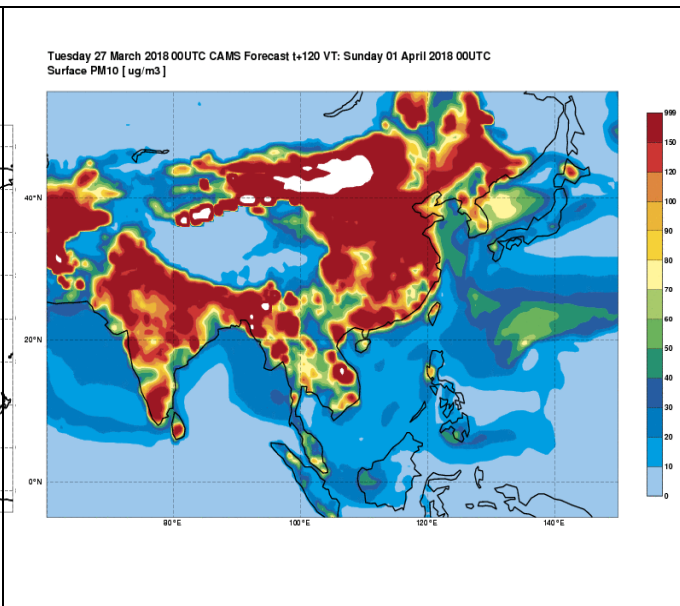 Tuesday 27 March 2018 00UTC CAMS Forecast t+120 VT: Sunday 01 April 2018 00UTC
Surface PM10 [ ug/m3 ]
999
150
120
100
90
80
70
60
50
40
30
20
10
0
40°N
20°N
0°N
80°E
100°E
120°E
140°E